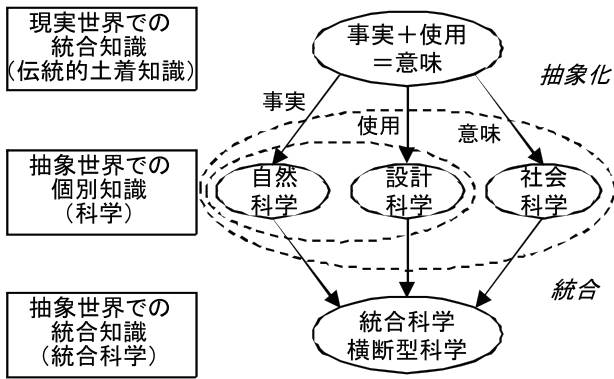 現実世界での
統合知識
(伝統的土着知識)
事実＋使用
＝意味
抽象化
事実
使用
意味
抽象世界での
個別知識
(科学)
自然
科学
設計
科学
社会
科学
統合
抽象世界での
統合知識
(統合科学)
統合科学
横断型科学